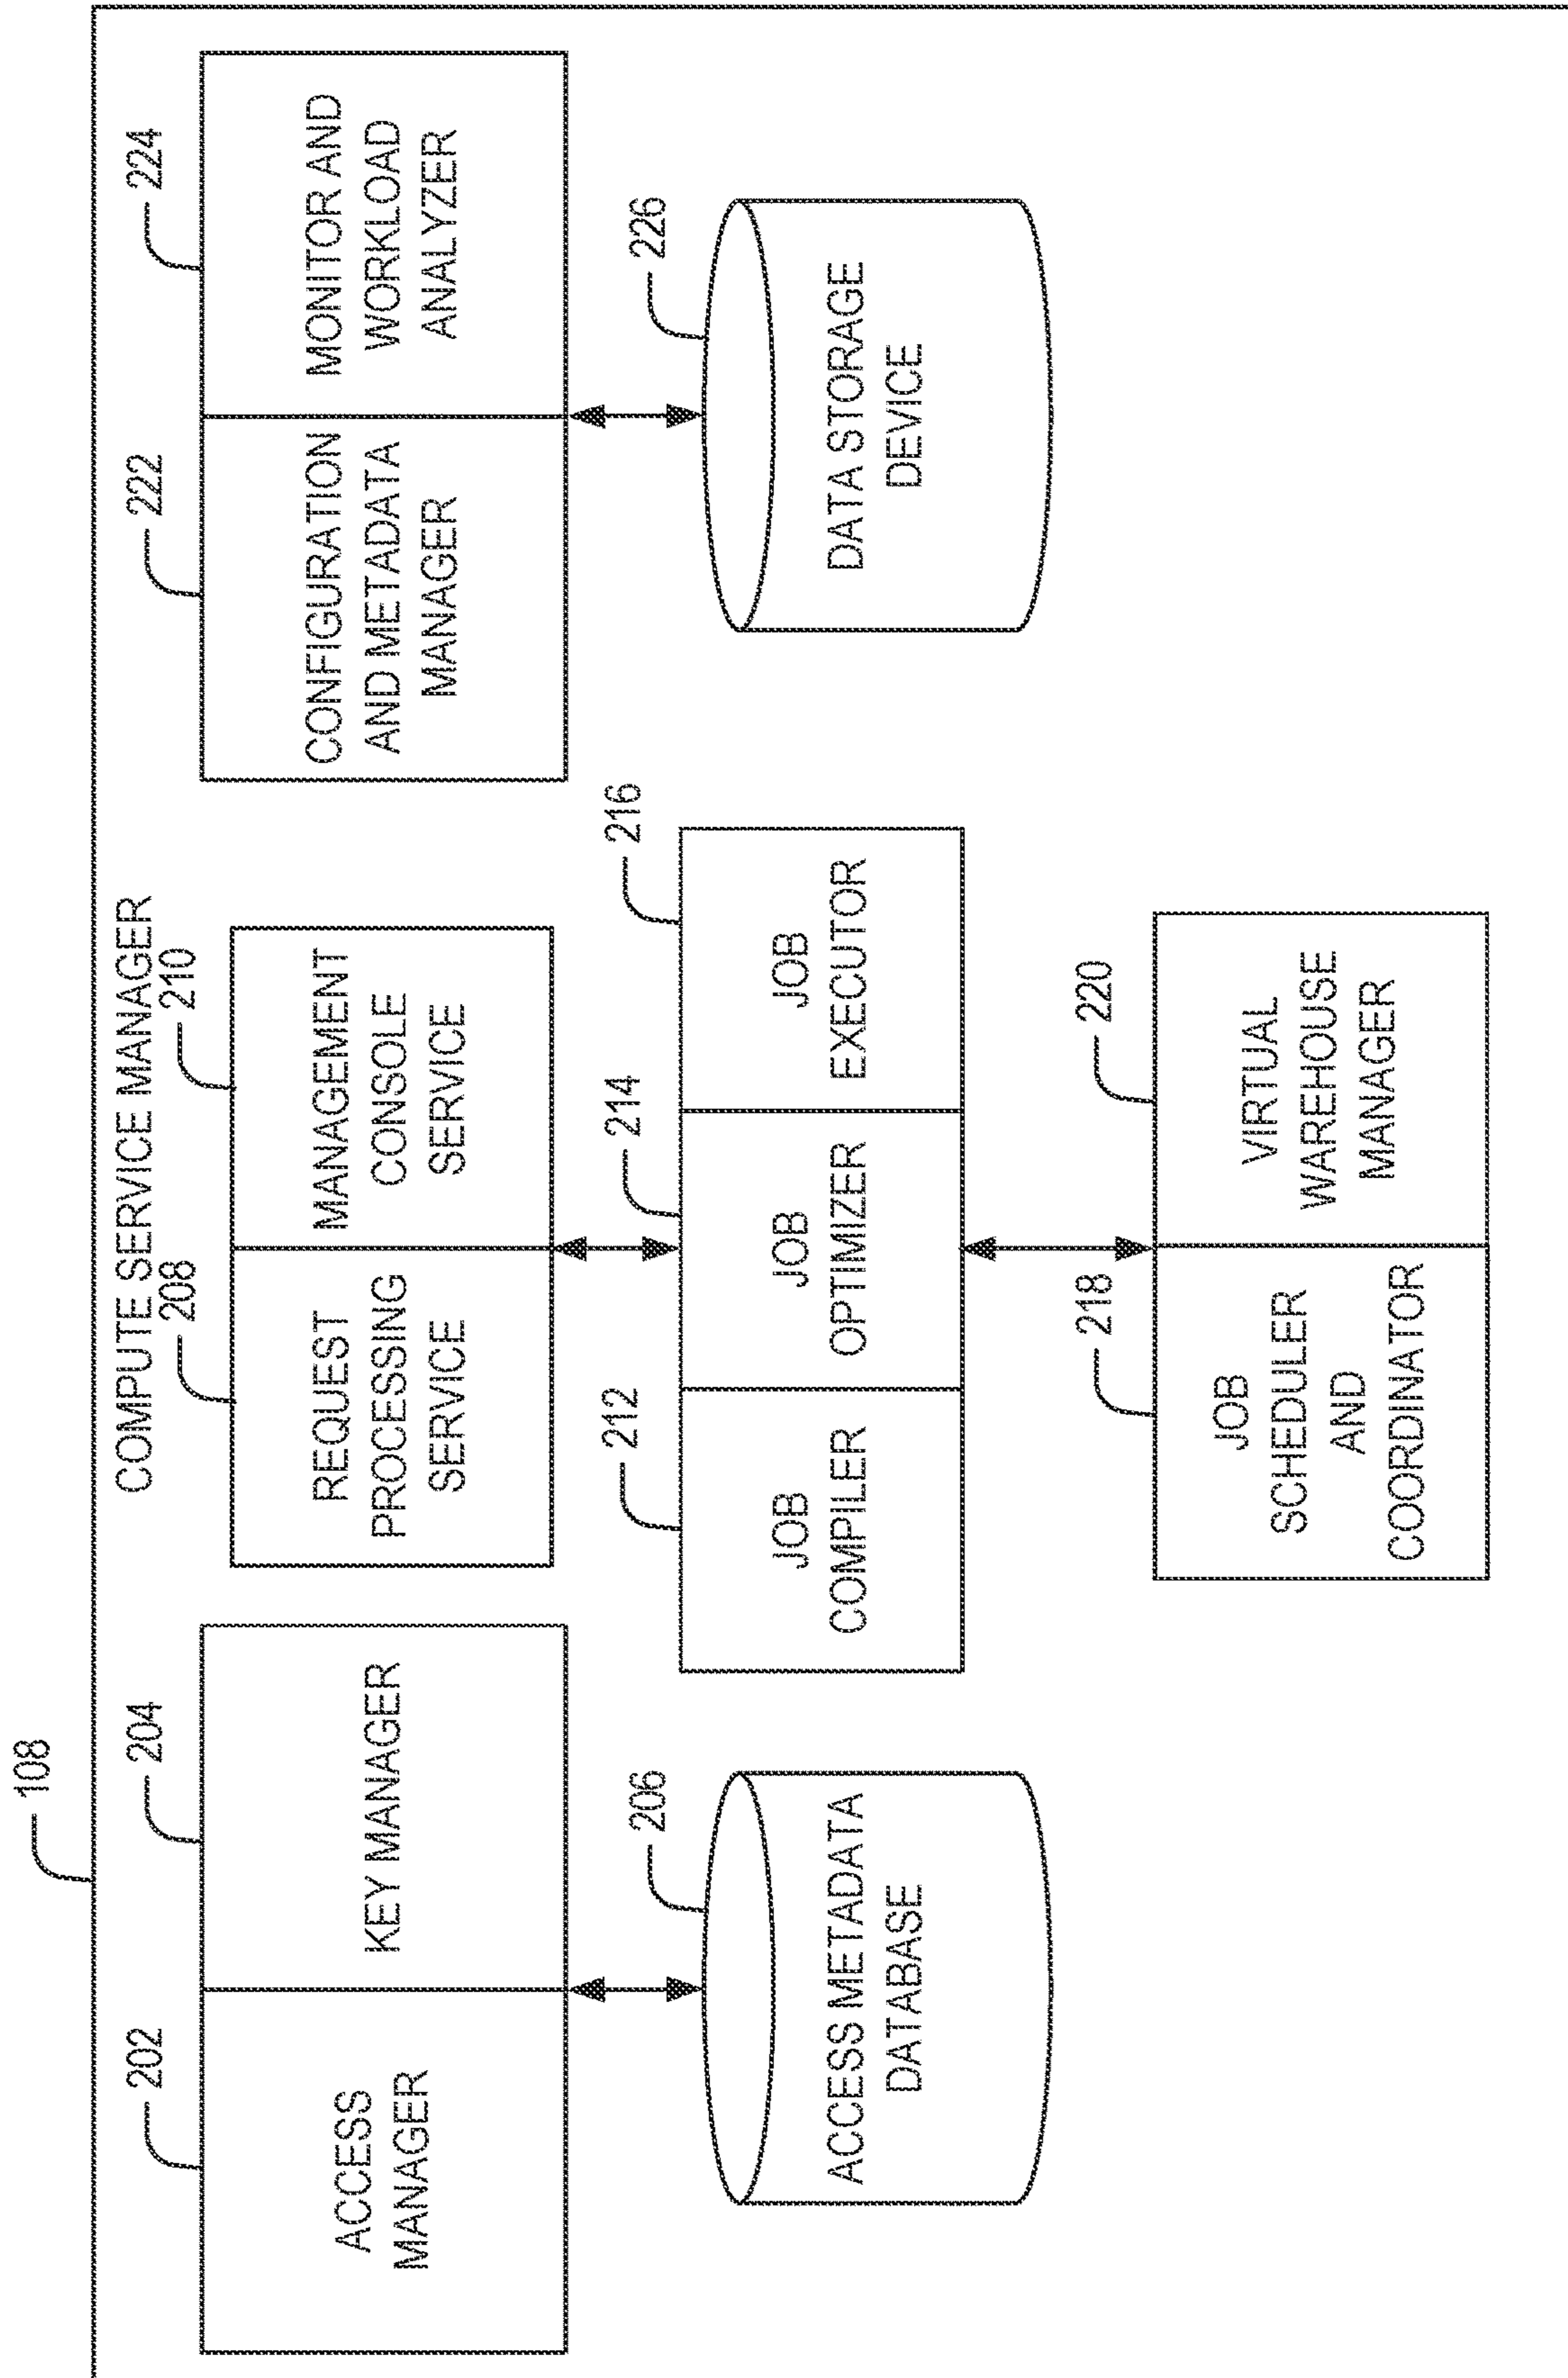 108
COMPUTE SERVICE MANAGER
202
204
ACCESS
MANAGER
KEY MANAGER
206
ACCESS METADATA
DATABASE
208
210
REQUEST
PROCESSING
SERVICE
MANAGEMENT
CONSOLE
SERVICE
212
214
216
JOB
COMPILER
JOB
OPTIMIZER
JOB
EXECUTOR
218
220
JOB
SCHEDULER
AND
COORDINATOR
VIRTUAL
WAREHOUSE
MANAGER
222
224
CONFIGURATION
AND METADATA
MANAGER
MONITOR AND
WORKLOAD
ANALYZER
226
DATA STORAGE
DEVICE